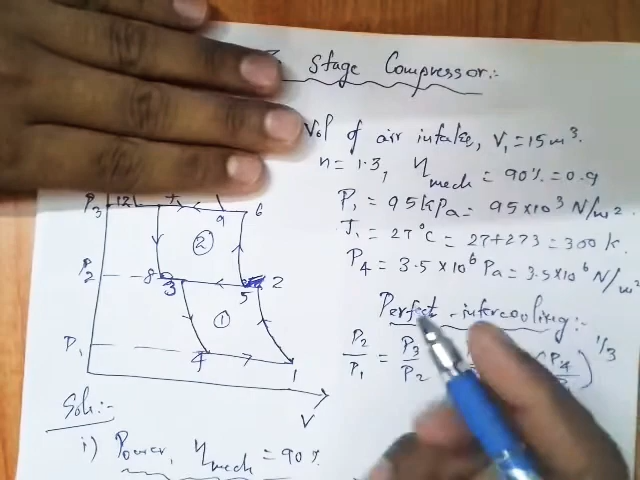 Stage Compressor:-
Vol of air intake, V₁ = 15 m³.
n = 1.3, η mech = 90% = 0.9
P₁ = 95 kPa = 95×10³ N/m².
T₁ = 27°C = 27+273 = 300 K.
P₄ = 3.5×10⁶ Pa = 3.5×10⁶ N/m²
Perfect - intercooling:-
P₂/P₁ = P₃/P₂ P₄ 1/3
P₃ 12 9 6
2
P₂ 8 3 5 2
1
P₁ 4 1
V
Soln:-
i) Power, η mech = 90%